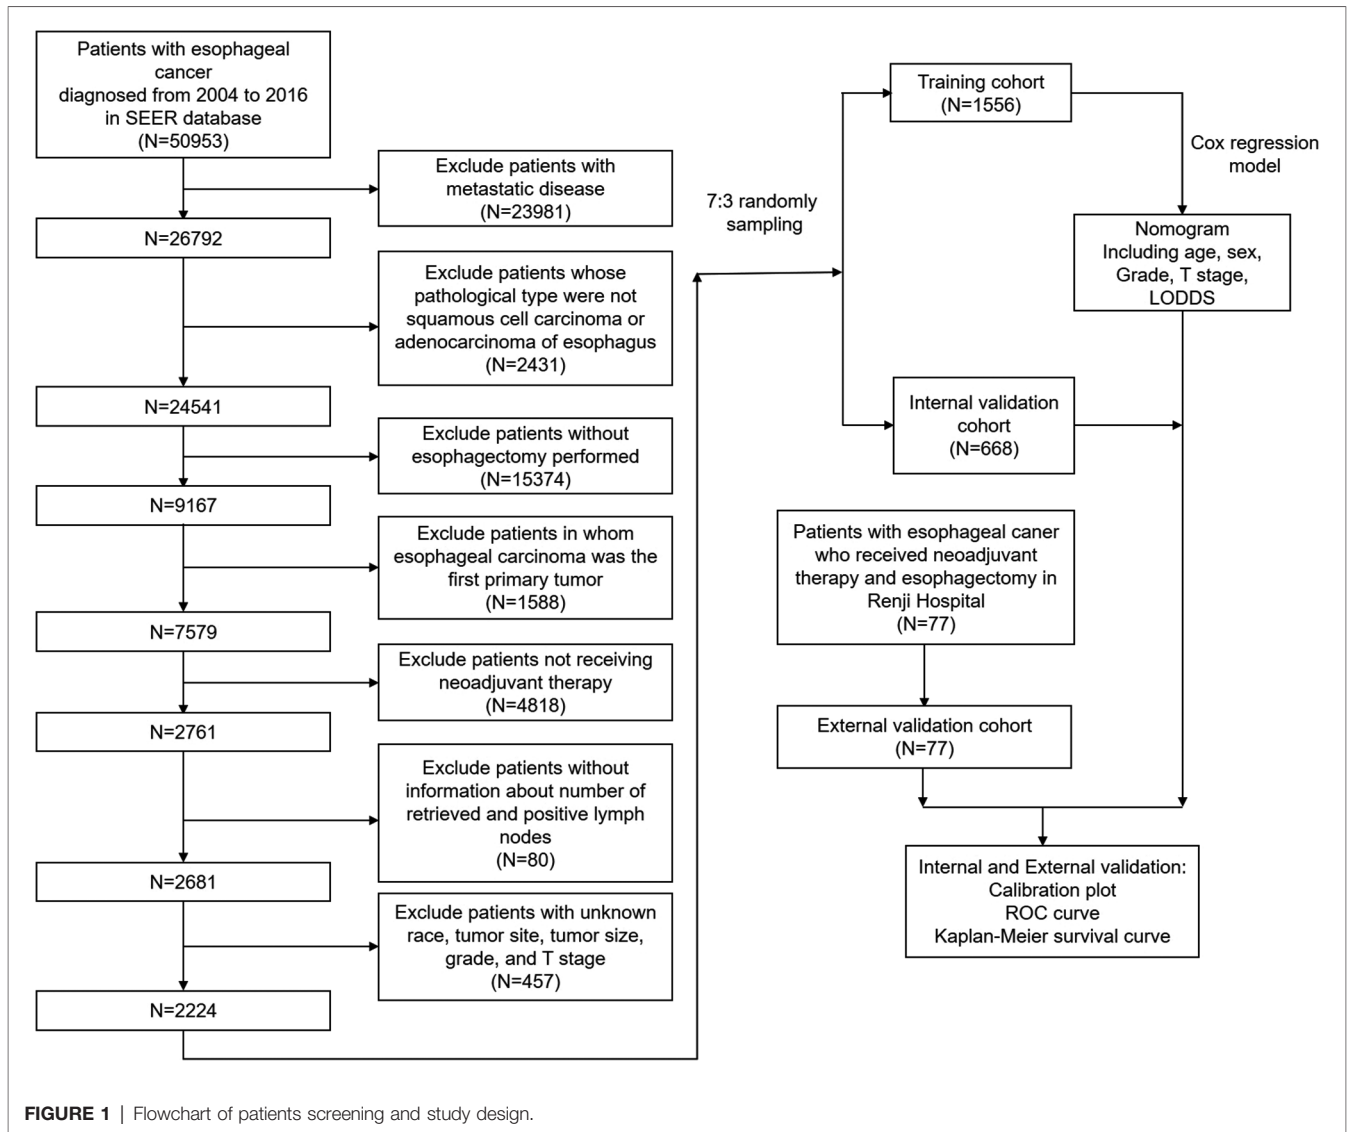 Patients with esophageal
cancer
diagnosed from 2004 to 2016
in SEER database
(N=50953)
Exclude patients with
metastatic disease
(N=23981)
N=26792
Exclude patients whose
pathological type were not
squamous cell carcinoma or
adenocarcinoma of esophagus
(N=2431)
N=24541
Exclude patients without
esophagectomy performed
(N=15374)
N=9167
Exclude patients in whom
esophageal carcinoma was the
first primary tumor
(N=1588)
N=7579
Exclude patients not receiving
neoadjuvant therapy
(N=4818)
N=2761
Exclude patients without
information about number of
retrieved and positive lymph
nodes
(N=80)
N=2681
Exclude patients with unknown
race, tumor site, tumor size,
grade, and T stage
(N=457)
N=2224
7:3 randomly
sampling
Training cohort
(N=1556)
Cox regression
model
Nomogram
Including age, sex,
Grade, T stage,
LODDS
Internal validation
cohort
(N=668)
Patients with esophageal caner
who received neoadjuvant
therapy and esophagectomy in
Renji Hospital
(N=77)
External validation cohort
(N=77)
Internal and External validation:
Calibration plot
ROC curve
Kaplan-Meier survival curve
FIGURE 1 | Flowchart of patients screening and study design.